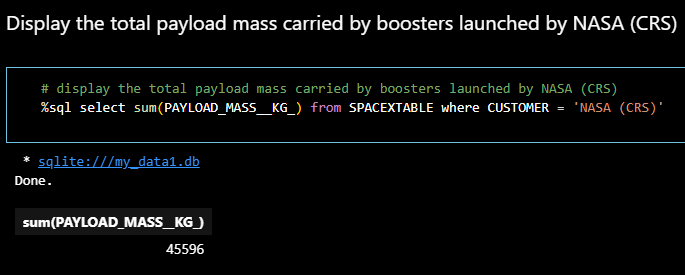 Display the total payload mass carried by boosters launched by NASA (CRS)
# display the total payload mass carried by boosters launched by NASA (CRS)
%sql select sum(PAYLOAD_MASS__KG_) from SPACEXTABLE where CUSTOMER = 'NASA (CRS)'
* sqlite:///my_data1.db
Done.
sum(PAYLOAD_MASS__KG_)
45596